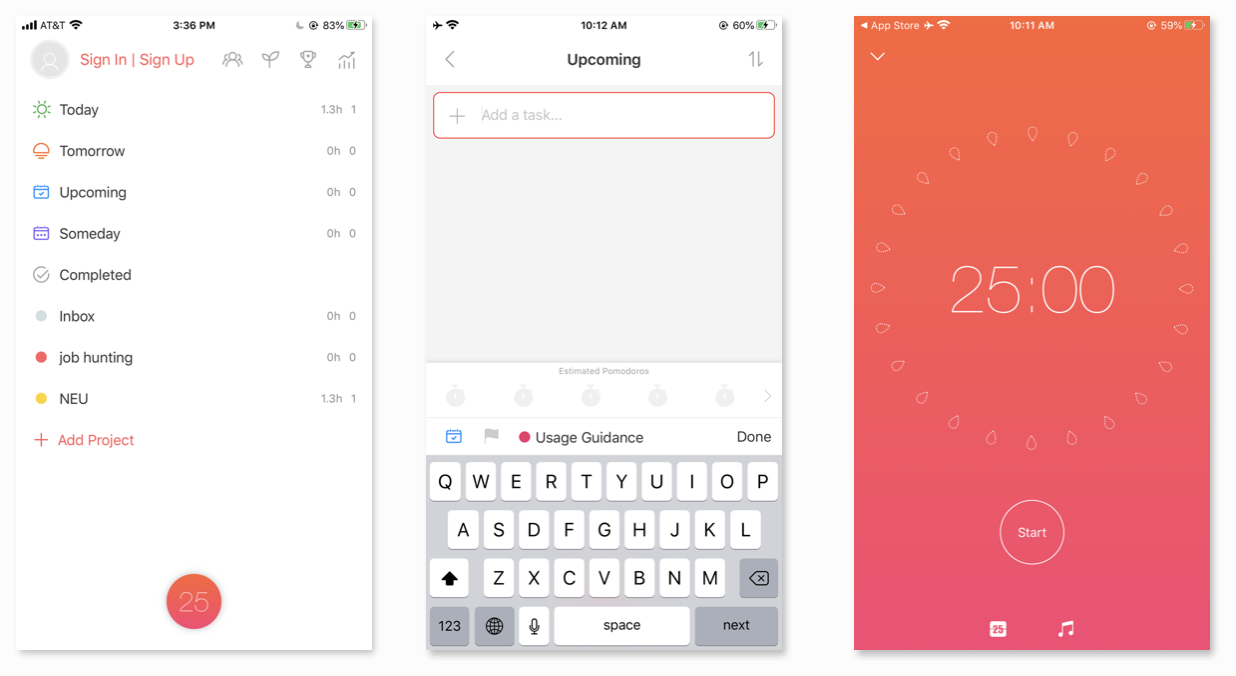 AT&T 3:36 PM 83%
Sign In | Sign Up
Today 1.3h 1
Tomorrow 0h 0
Upcoming 0h 0
Someday 0h 0
Completed
Inbox 0h 0
job hunting 0h 0
NEU 1.3h 1
Add Project
25
10:12 AM 60%
Upcoming
Add a task...
Estimated Pomodoros
Usage Guidance Done
Q W E R T Y U I O P
A S D F G H J K L
Z X C V B N M
123 space next
App Store 10:11 AM 59%
25:00
Start
25